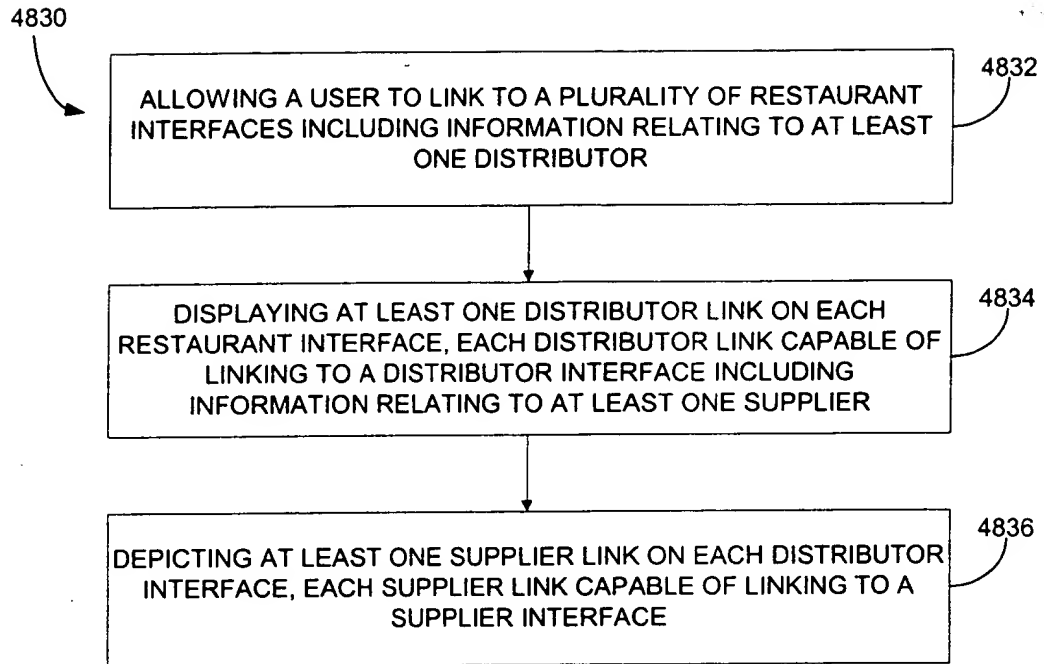 4830
4832
ALLOWING A USER TO LINK TO A PLURALITY OF RESTAURANT
INTERFACES INCLUDING INFORMATION RELATING TO AT LEAST
ONE DISTRIBUTOR
4834
DISPLAYING AT LEAST ONE DISTRIBUTOR LINK ON EACH
RESTAURANT INTERFACE, EACH DISTRIBUTOR LINK CAPABLE OF
LINKING TO A DISTRIBUTOR INTERFACE INCLUDING
INFORMATION RELATING TO AT LEAST ONE SUPPLIER
4836
DEPICTING AT LEAST ONE SUPPLIER LINK ON EACH DISTRIBUTOR
INTERFACE, EACH SUPPLIER LINK CAPABLE OF LINKING TO A
SUPPLIER INTERFACE